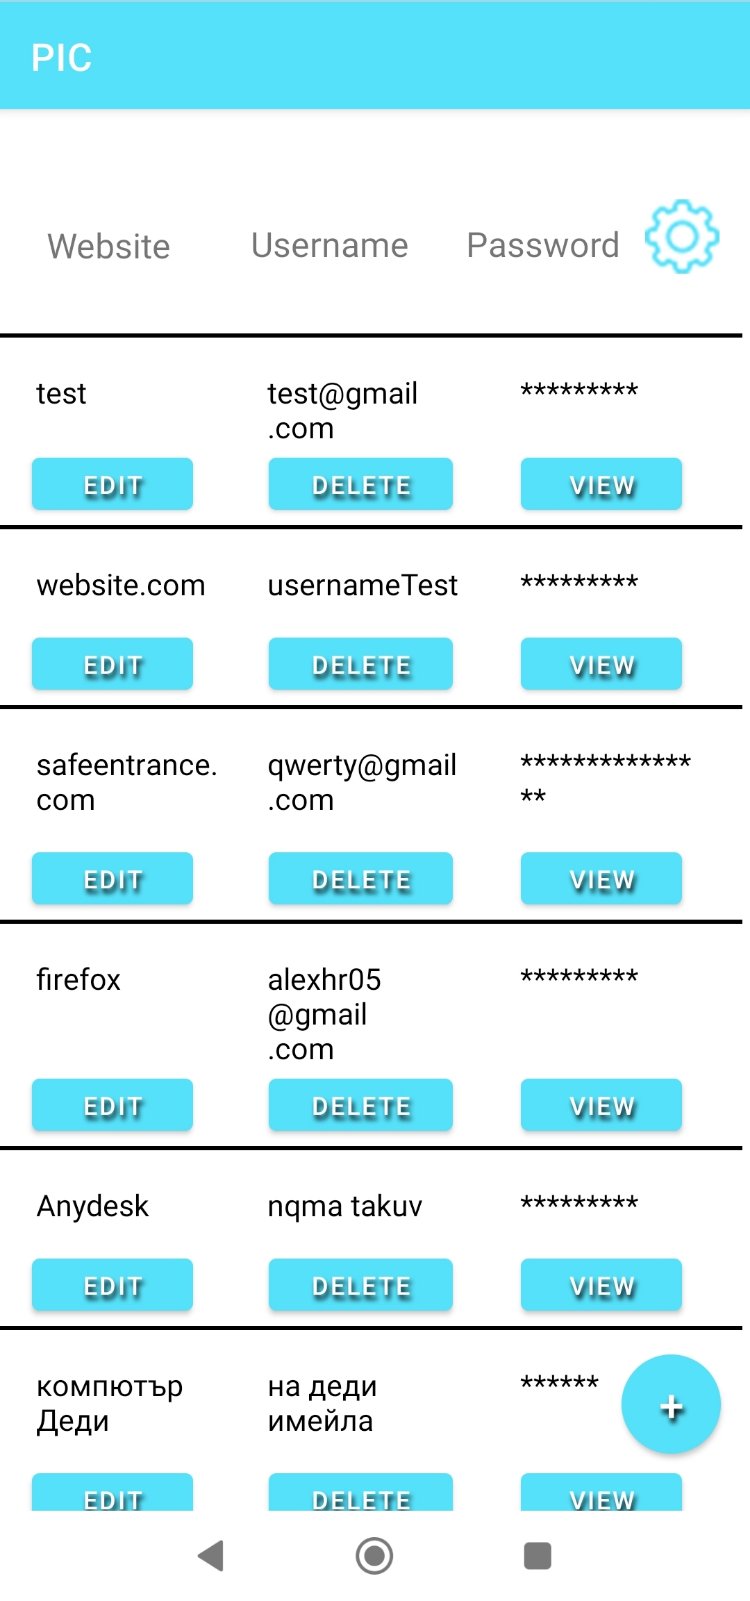 PIC
Website Username Password
test test@gmail *********
.com
EDIT DELETE VIEW
website.com usernameTest *********
EDIT DELETE VIEW
safeentrance. qwerty@gmail *************
com .com **
EDIT DELETE VIEW
firefox alexhr05 *********
@gmail
.com
EDIT DELETE VIEW
Anydesk nqma takuv *********
EDIT DELETE VIEW
компютър на деди ******
Деди имейла
+
EDIT DELETE VIEW